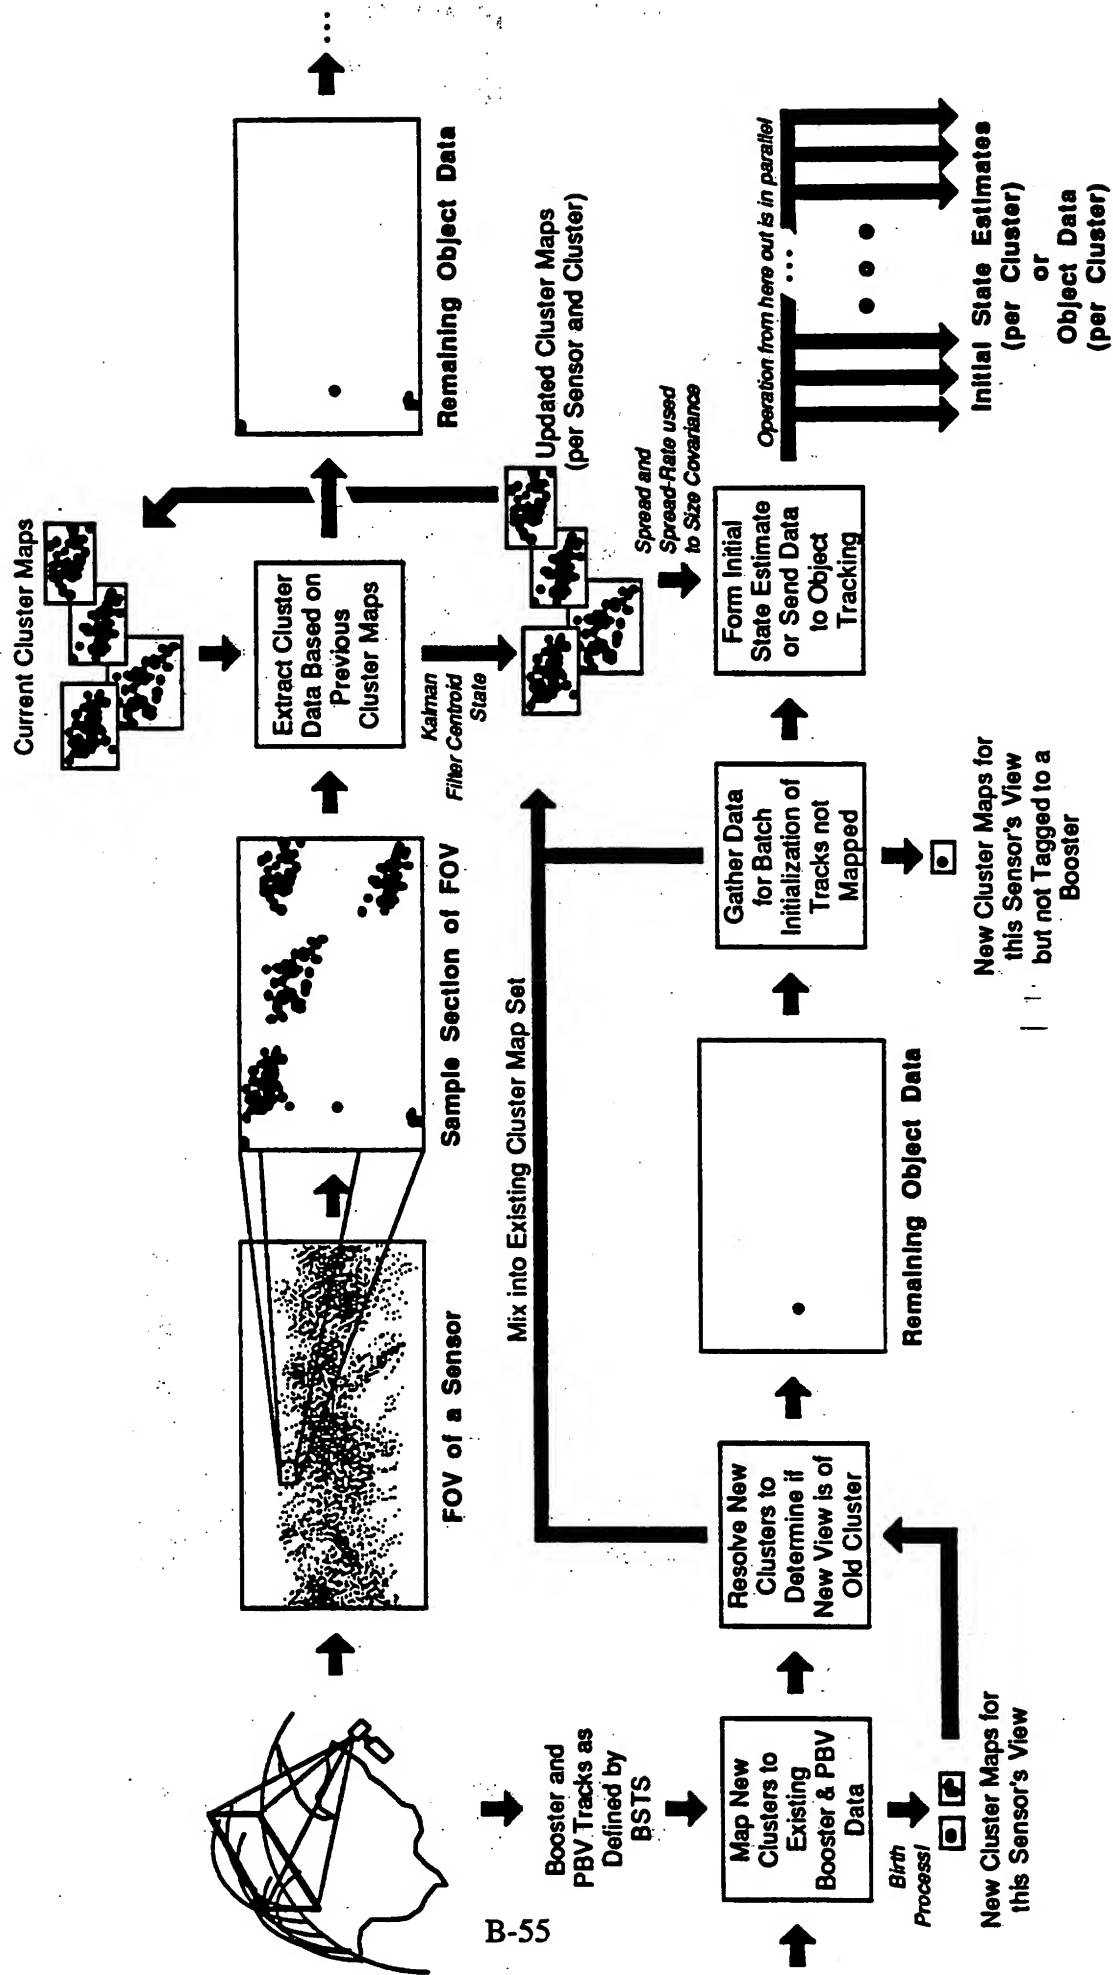 Current Cluster Maps
FOV of a Sensor
Sample Section of FOV
Extract Cluster
Data Based on
Previous
Cluster Maps
Remaining Object Data
...
Kalman
Filter Centroid
State
Updated Cluster Maps
(per Sensor and Cluster)
Mix into Existing Cluster Map Set
Spread and
Spread-Rate used
to Size Covariance
Booster and
PBV Tracks as
Defined by
BSTS
Map New
Clusters to
Existing
Booster & PBV
Data
Birth
Process!
New Cluster Maps for
this Sensor's View
Resolve New
Clusters to
Determine if
New View is of
Old Cluster
Remaining Object Data
Gather Data
for Batch
Initialization of
Tracks not
Mapped
New Cluster Maps for
this Sensor's View
but not Tagged to a
Booster
Form Initial
State Estimate
or Send Data
to Object
Tracking
Operation from here out is in parallel
...
Initial State Estimates
(per Cluster)
or
Object Data
(per Cluster)
B-55